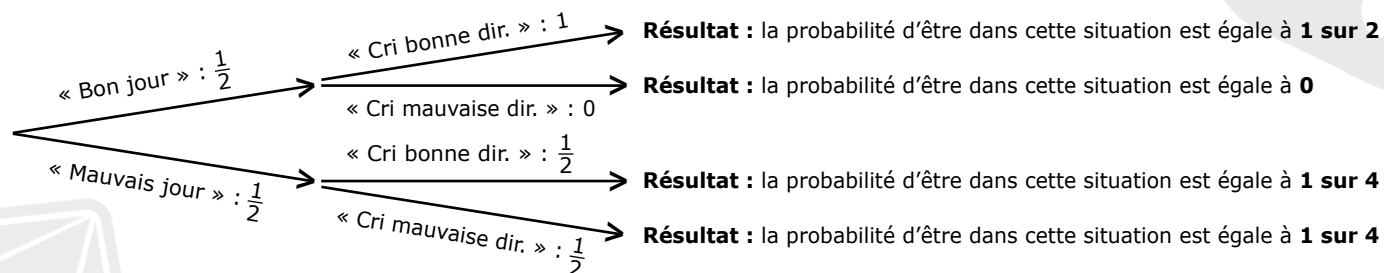 « Cri bonne dir. » : 1
Résultat : la probabilité d’être dans cette situation est égale à 1 sur 2
« Bon jour » : 1/2
Résultat : la probabilité d’être dans cette situation est égale à 0
« Cri mauvaise dir. » : 0
« Cri bonne dir. » : 1/2
« Mauvais jour » : 1/2
Résultat : la probabilité d’être dans cette situation est égale à 1 sur 4
« Cri mauvaise dir. » : 1/2
Résultat : la probabilité d’être dans cette situation est égale à 1 sur 4